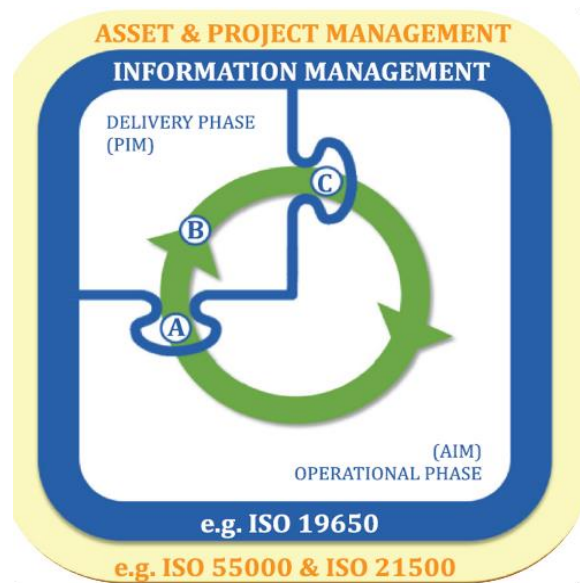 ASSET & PROJECT MANAGEMENT
INFORMATION MANAGEMENT
DELIVERY PHASE
(PIM)
C
B
A
(AIM)
OPERATIONAL PHASE
e.g. ISO 19650
e.g. ISO 55000 & ISO 21500